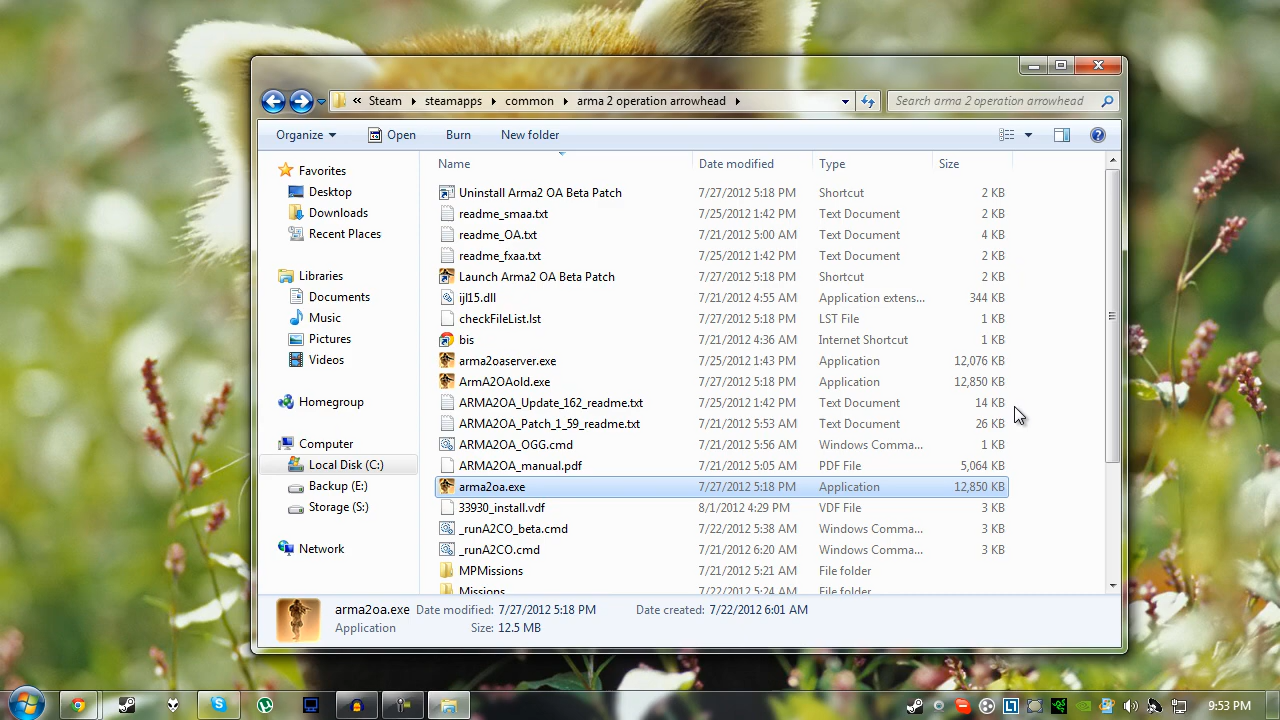 « Steam ▸ steamapps ▸ common ▸ arma 2 operation arrowhead ▸
Search arma 2 operation arrowhead
Organize Open Burn New folder
Name Date modified Type Size
Favorites
Desktop
Downloads
Recent Places
Libraries
Documents
Music
Pictures
Videos
Homegroup
Computer
Local Disk (C:)
Backup (E:)
Storage (S:)
Network
Uninstall Arma2 OA Beta Patch 7/27/2012 5:18 PM Shortcut 2 KB
readme_smaa.txt 7/25/2012 1:42 PM Text Document 2 KB
readme_OA.txt 7/21/2012 5:00 AM Text Document 4 KB
readme_fxaa.txt 7/25/2012 1:42 PM Text Document 2 KB
Launch Arma2 OA Beta Patch 7/27/2012 5:18 PM Shortcut 2 KB
ijl15.dll 7/21/2012 4:55 AM Application extens... 344 KB
checkFileList.lst 7/27/2012 5:18 PM LST File 1 KB
bis 7/21/2012 4:36 AM Internet Shortcut 1 KB
arma2oaserver.exe 7/25/2012 1:43 PM Application 12,076 KB
ArmA2OAold.exe 7/27/2012 5:18 PM Application 12,850 KB
ARMA2OA_Update_162_readme.txt 7/25/2012 1:42 PM Text Document 14 KB
ARMA2OA_Patch_1_59_readme.txt 7/21/2012 5:53 AM Text Document 26 KB
ARMA2OA_OGG.cmd 7/22/2012 5:56 AM Windows Comma... 1 KB
ARMA2OA_manual.pdf 7/21/2012 5:05 AM PDF File 5,064 KB
arma2oa.exe 7/27/2012 5:18 PM Application 12,850 KB
33930_install.vdf 8/1/2012 4:29 PM VDF File 3 KB
_runA2CO_beta.cmd 7/22/2012 5:38 AM Windows Comma... 3 KB
_runA2CO.cmd 7/21/2012 6:20 AM Windows Comma... 3 KB
MPMissions 7/21/2012 5:21 AM File folder
Missions 7/22/2012 5:24 AM File folder
arma2oa.exe Date modified: 7/27/2012 5:18 PM Date created: 7/22/2012 6:01 AM
Application Size: 12.5 MB
9:53 PM